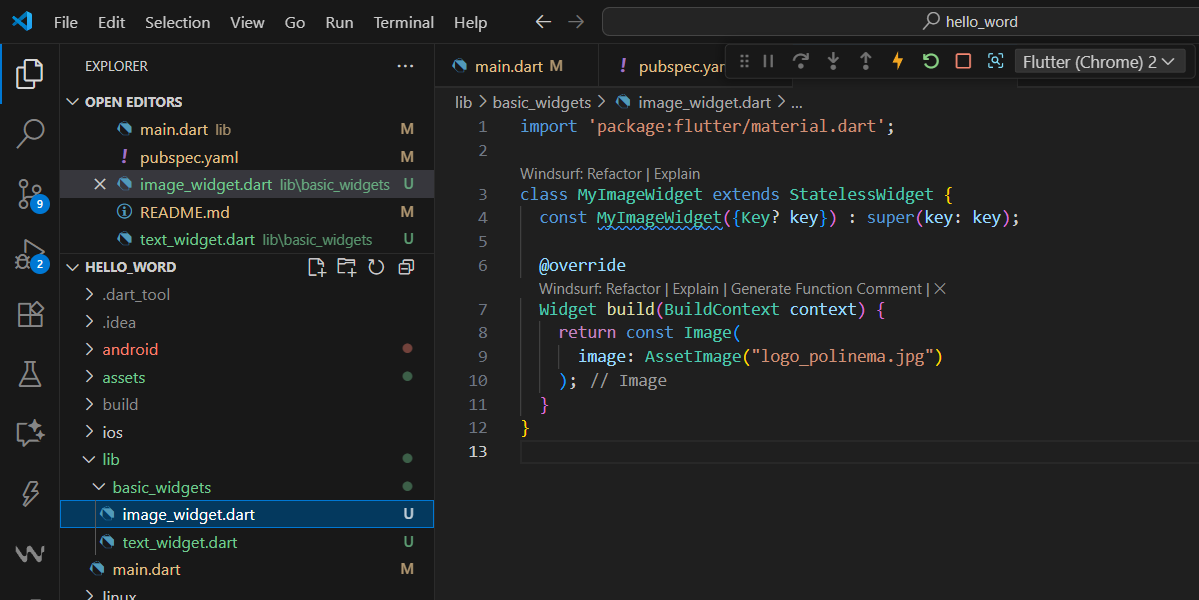 File Edit Selection View Go Run Terminal Help hello_word
EXPLORER ...
main.dart M ! pubspec.yar Flutter (Chrome) 2
OPEN EDITORS
lib > basic_widgets > image_widget.dart > ...
main.dart lib M
! pubspec.yaml M
image_widget.dart lib\basic_widgets U
README.md M
text_widget.dart lib\basic_widgets U
HELLO_WORD
.dart_tool
.idea
android
assets
build
ios
lib
basic_widgets
image_widget.dart U
text_widget.dart U
main.dart M
linux
9
2
1 import 'package:flutter/material.dart';
2
Windsurf: Refactor | Explain
3 class MyImageWidget extends StatelessWidget {
4 const MyImageWidget({Key? key}) : super(key: key);
5
6 @override
Windsurf: Refactor | Explain | Generate Function Comment | X
7 Widget build(BuildContext context) {
8 return const Image(
9 image: AssetImage("logo_polinema.jpg")
10 ); // Image
11 }
12 }
13